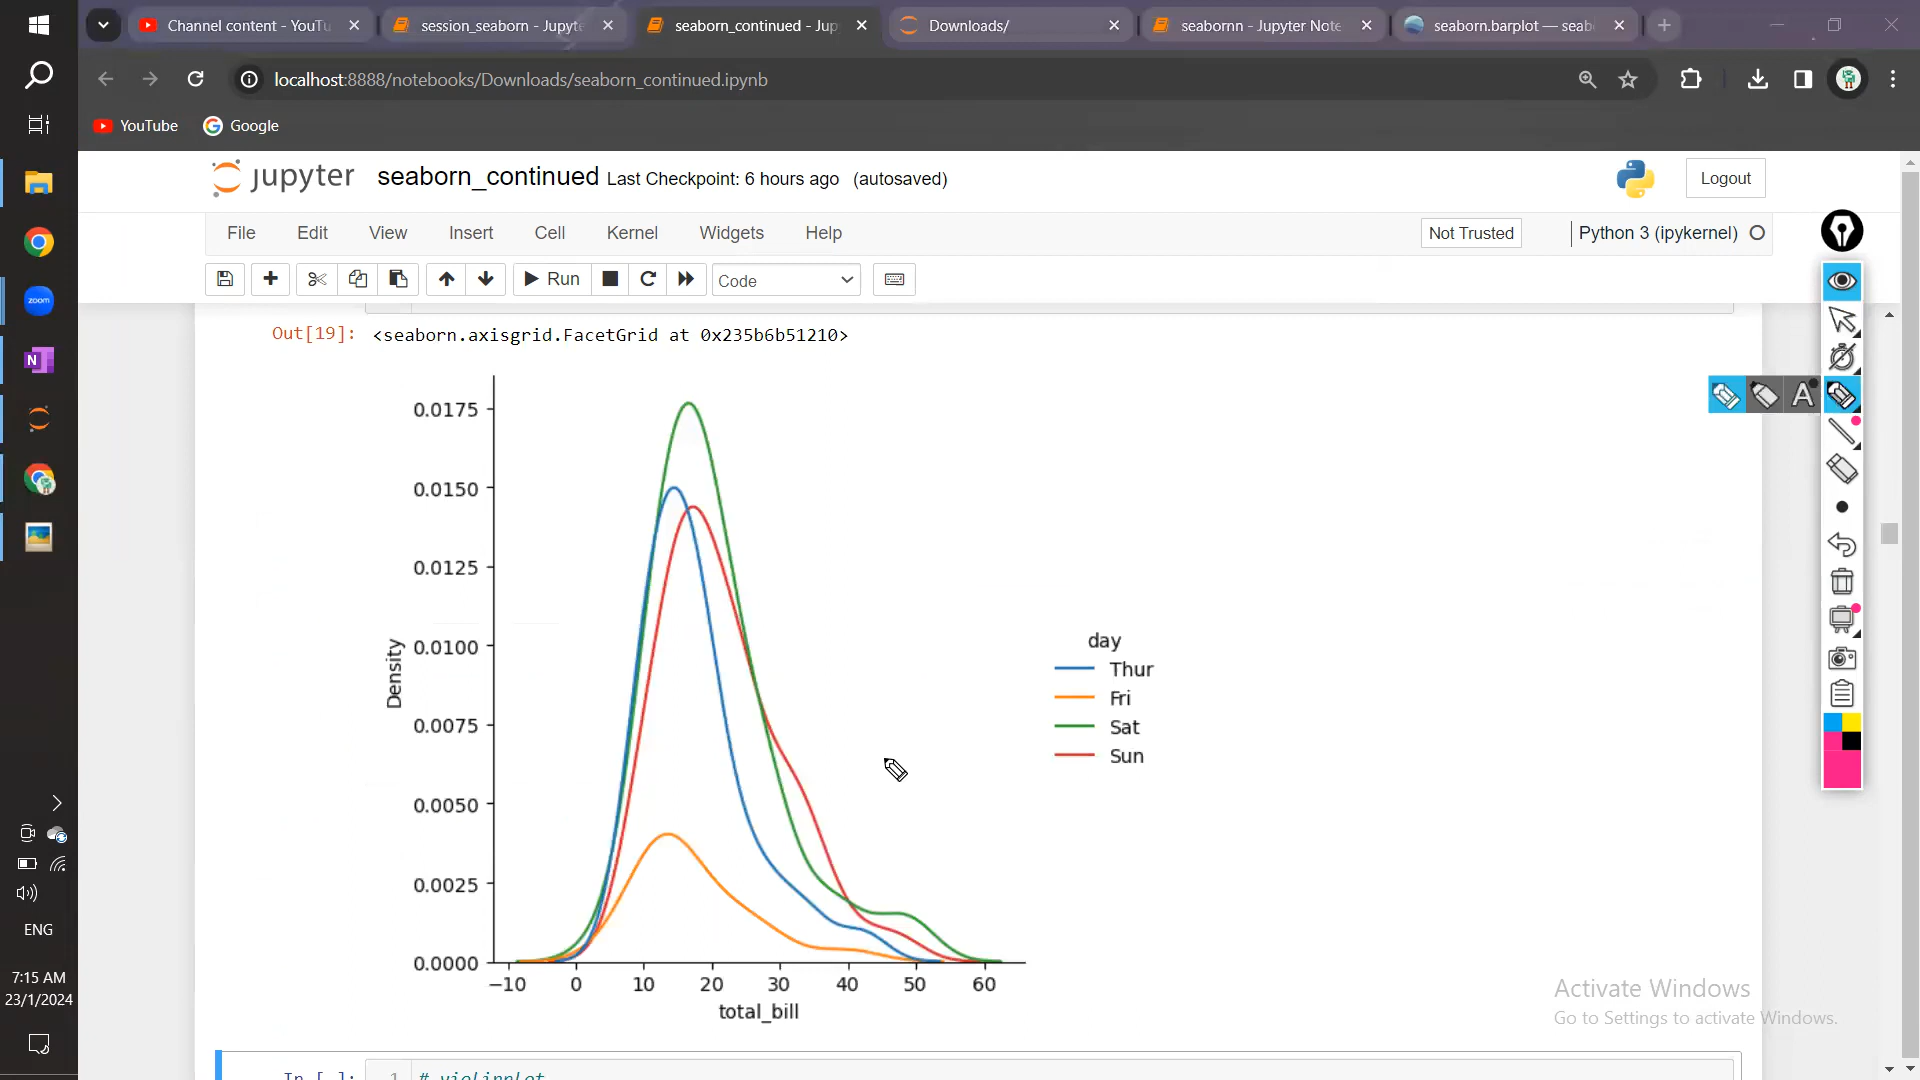 Channel content - YouTu
session_seaborn - Jupyte
seaborn_continued - Jup
Downloads/
seabornn - Jupyter Note
seaborn.barplot — seab
localhost:8888/notebooks/Downloads/seaborn_continued.ipynb
YouTube
Google
jupyter seaborn_continued Last Checkpoint: 6 hours ago (autosaved)
Logout
File Edit View Insert Cell Kernel Widgets Help
Not Trusted
Python 3 (ipykernel)
Run
Code
zoom
N
A
Out[19]: <seaborn.axisgrid.FacetGrid at 0x235b6b51210>
0.0175
0.0150
0.0125
0.0100
0.0075
0.0050
0.0025
0.0000
Density
−10 0 10 20 30 40 50 60
total_bill
day
Thur
Fri
Sat
Sun
ENG
7:15 AM
23/1/2024
Activate Windows
Go to Settings to activate Windows.
In [ ]: 1 # violinplot